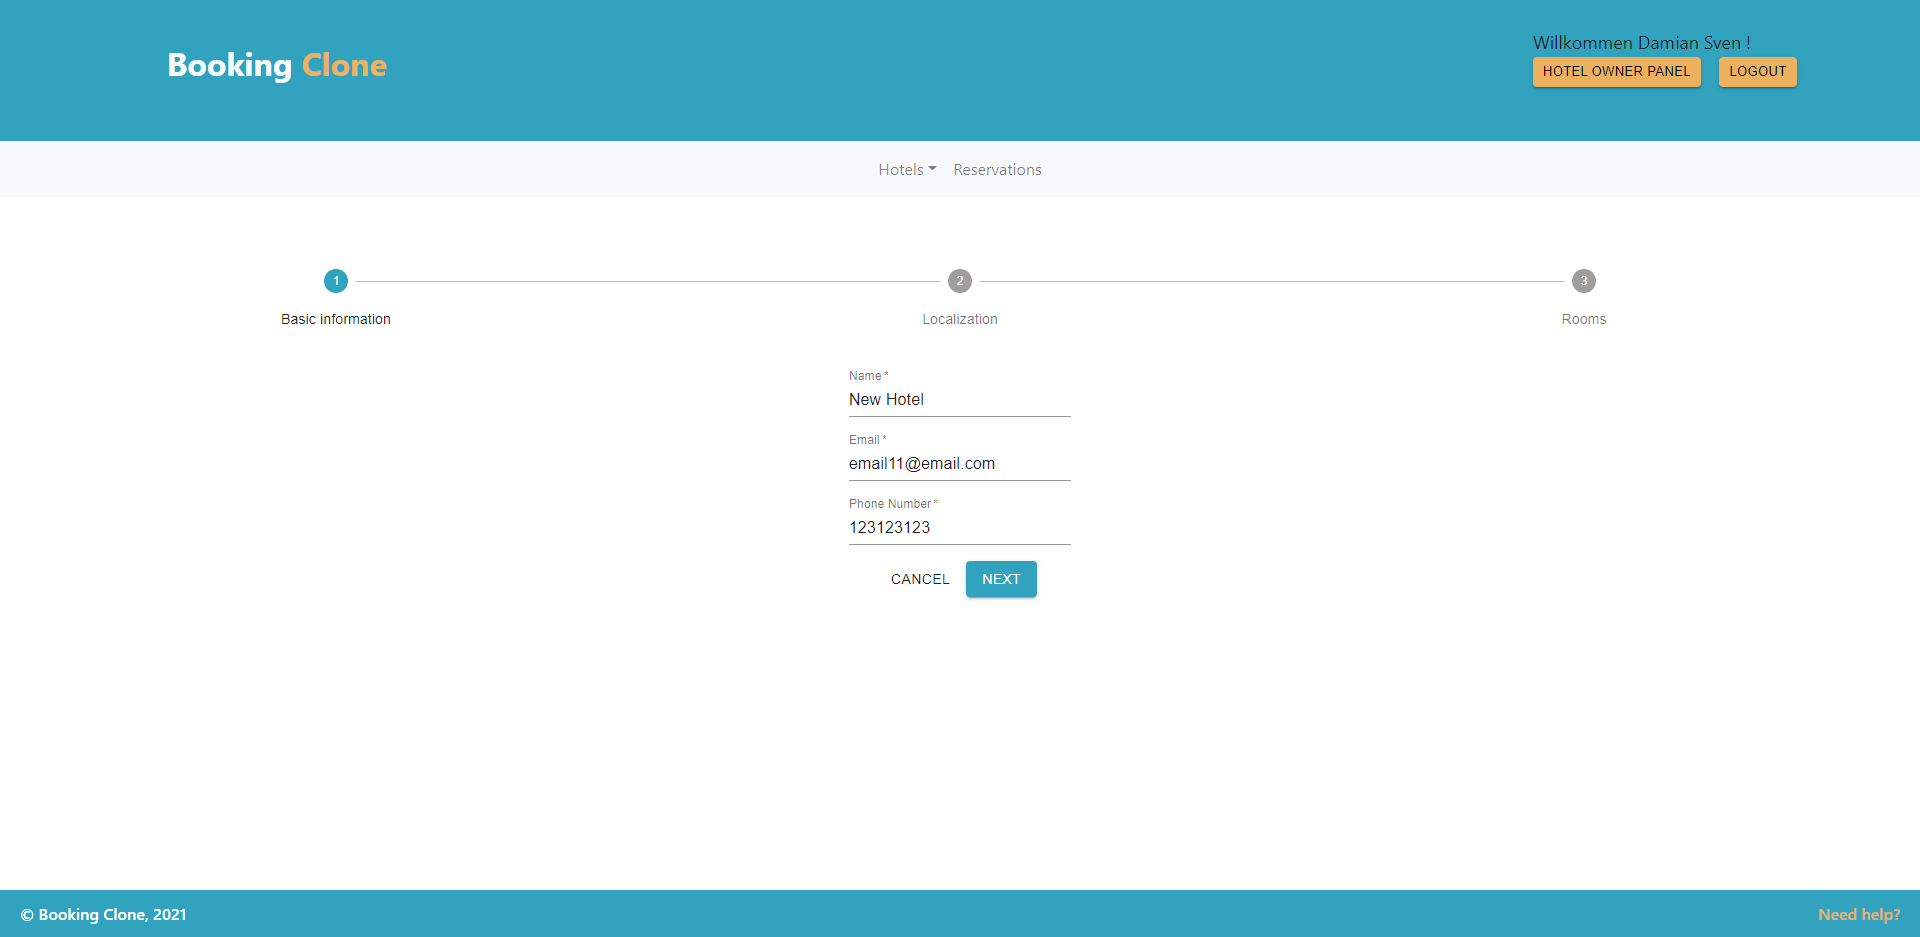 Booking Clone
Willkommen Damian Sven !
HOTEL OWNER PANEL LOGOUT
Hotels Reservations
1 2 3
Basic information Localization Rooms
Name *
New Hotel
Email *
email11@email.com
Phone Number *
123123123
CANCEL NEXT
© Booking Clone, 2021 Need help?